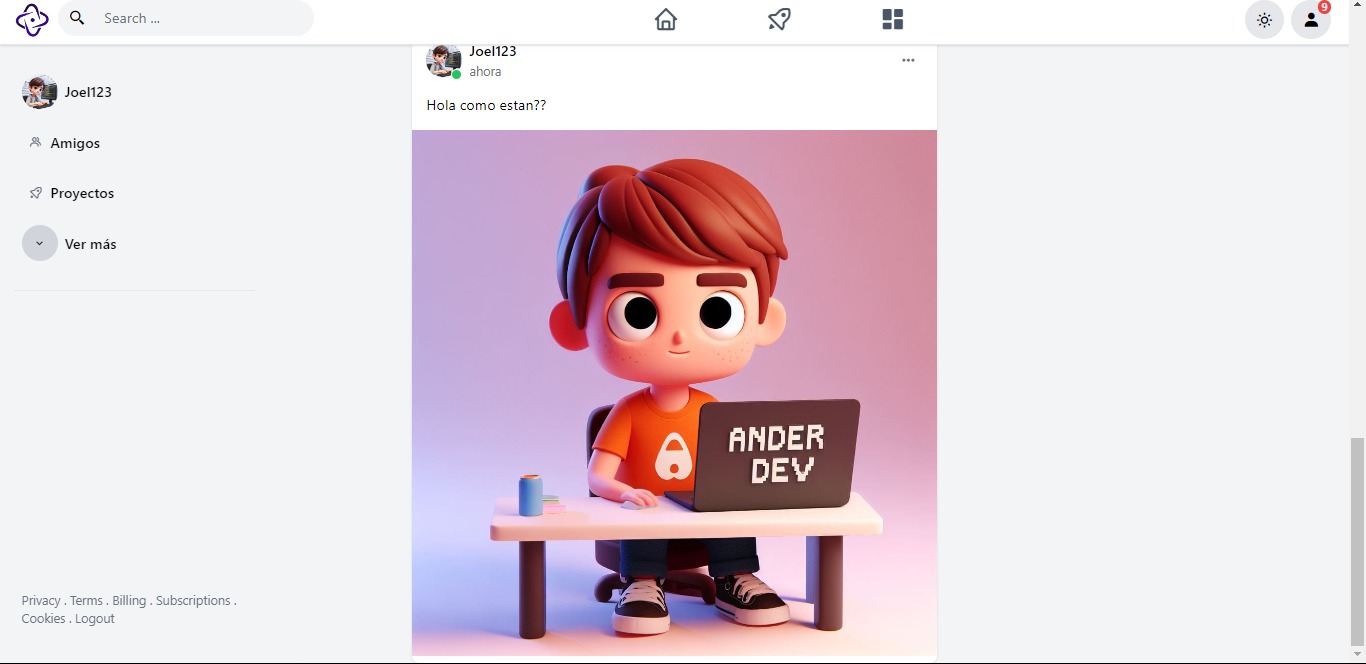 Search ...
9
Joel123
Amigos
Proyectos
Ver más
Privacy . Terms . Billing . Subscriptions .
Cookies . Logout
Joel123
ahora
Hola como estan??
ANDER
DEV